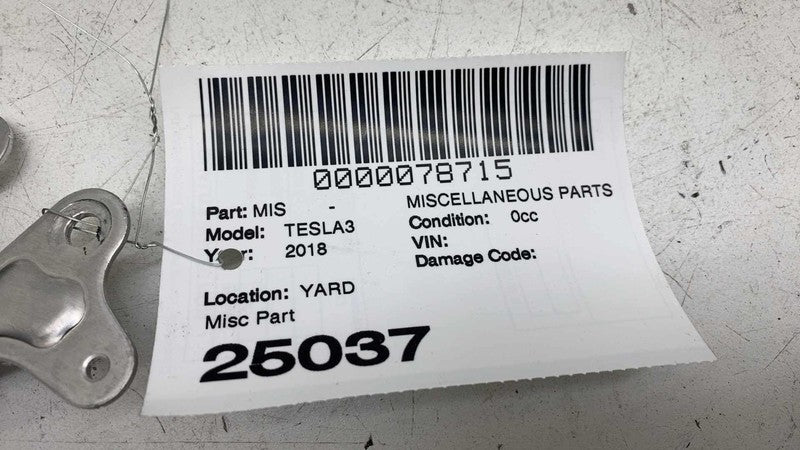 0000078715
Part: MIS - MISCELLANEOUS PARTS
Model: TESLA3 Condition: 0cc
Year: 2018 VIN:
Damage Code:
Location: YARD
Misc Part
25037